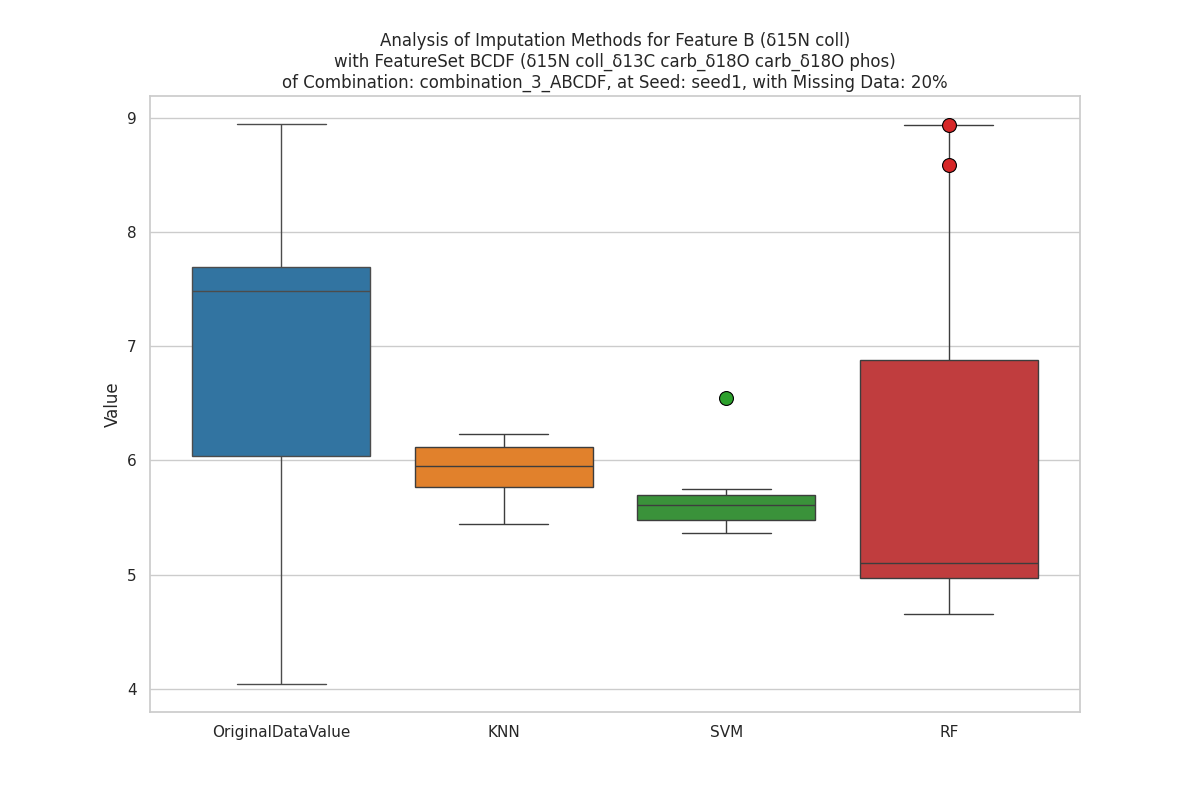 Analysis of Imputation Methods for Feature B (δ15N coll)
with FeatureSet BCDF (δ15N coll_δ13C carb_δ18O carb_δ18O phos)
of Combination: combination_3_ABCDF, at Seed: seed1, with Missing Data: 20%
9
8
7
6
5
4
Value
OriginalDataValue
KNN
SVM
RF